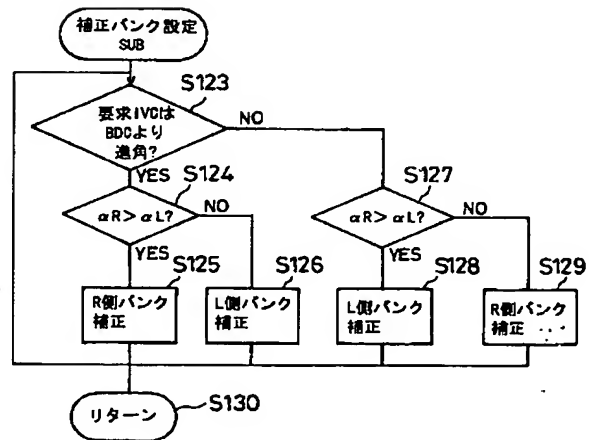 補正バンク設定
SUB
S123
要求IVCは
BDCより
進角?
NO
YES
S124
αR>αL?
NO
YES
S127
αR>αL?
NO
YES
S125
R側バンク
補正
S126
L側バンク
補正
S128
L側バンク
補正
S129
R側バンク
補正
リターン
S130